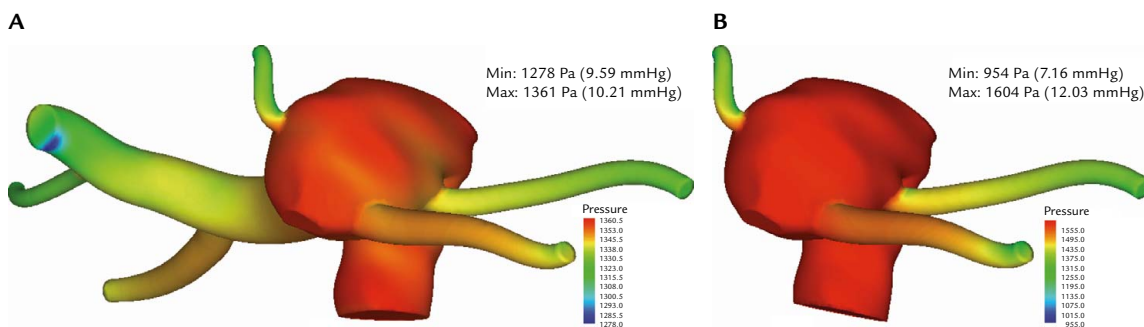 A
B
Min: 1278 Pa (9.59 mmHg)
Max: 1361 Pa (10.21 mmHg)
Min: 954 Pa (7.16 mmHg)
Max: 1604 Pa (12.03 mmHg)
Pressure
1360.5
1353.0
1345.5
1338.0
1330.5
1323.0
1315.5
1308.0
1300.5
1293.0
1285.5
1278.0
Pressure
1555.0
1495.0
1435.0
1375.0
1315.0
1255.0
1195.0
1135.0
1075.0
1015.0
955.0